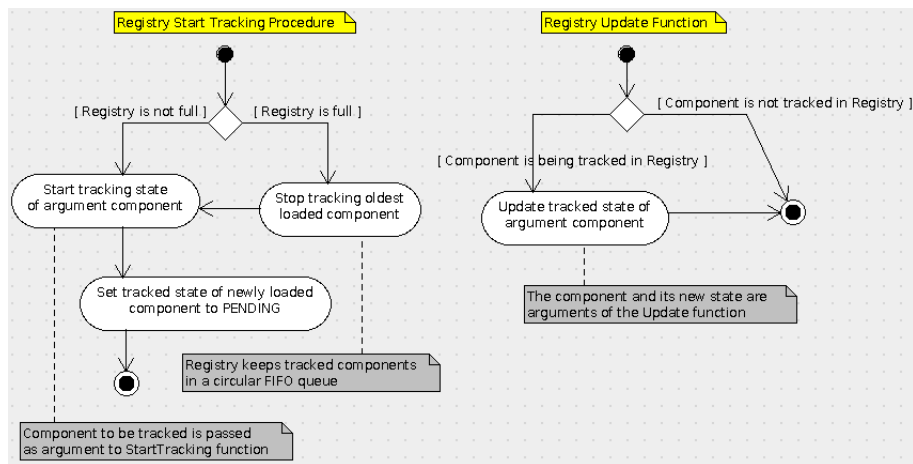 Registry Start Tracking Procedure
[ Registry is not full ]
[ Registry is full ]
Start tracking state
of argument component
Stop tracking oldest
loaded component
Set tracked state of newly loaded
component to PENDING
Registry keeps tracked components
in a circular FIFO queue
Component to be tracked is passed
as argument to StartTracking function
Registry Update Function
[ Component is not tracked in Registry ]
[ Component is being tracked in Registry ]
Update tracked state of
argument component
The component and its new state are
arguments of the Update function